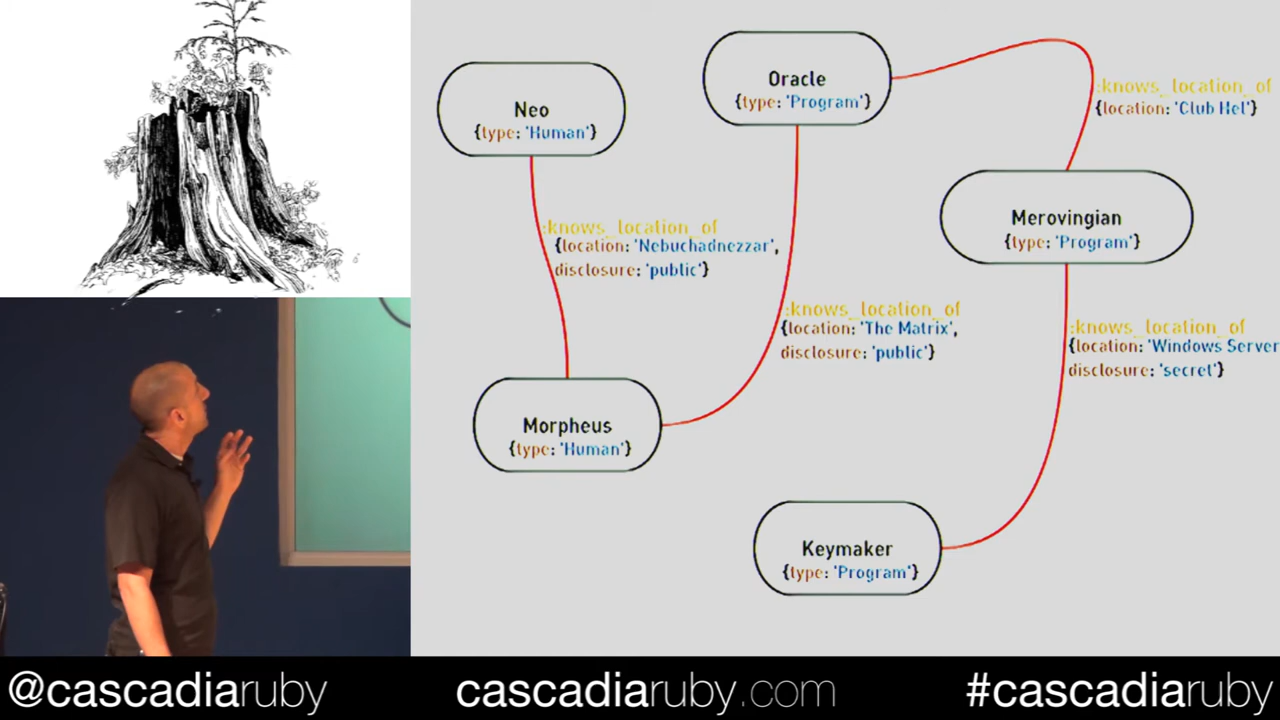 Neo
{type: 'Human'}
Oracle
{type: 'Program'}
:knows_location_of
{location: 'Club Hel'}
Merovingian
{type: 'Program'}
:knows_location_of
{location: 'Nebuchadnezzar',
disclosure: 'public'}
:knows_location_of
{location: 'The Matrix',
disclosure: 'public'}
:knows_location_of
{location: 'Windows Server
disclosure: 'secret'}
Morpheus
{type: 'Human'}
Keymaker
{type: 'Program'}
@cascadiaruby
cascadiaruby.com
#cascadiaruby